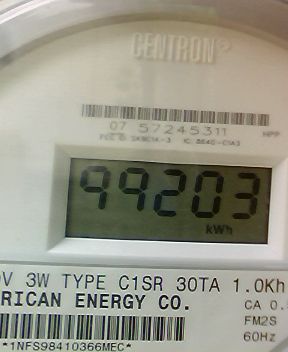 CENTRON®
07 57245311 HPP
99203
kWh
V 3W TYPE C1SR 30TA 1.0Kh
RICAN ENERGY CO.
CA 0.
FM2S
60Hz
*1NFS98410366MEC*